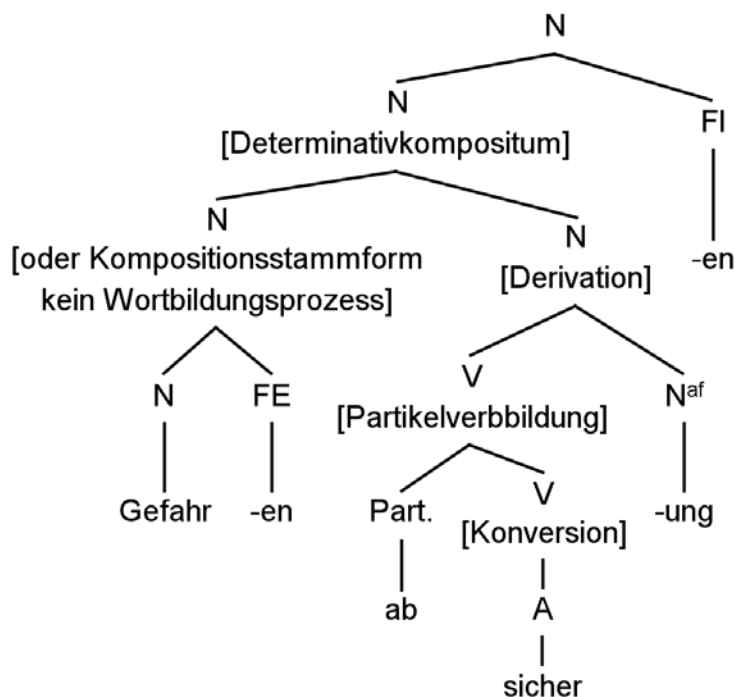 N
N
Fl
[Determinativkompositum]
N
N
-en
[oder Kompositionsstammform
kein Wortbildungsprozess]
[Derivation]
N
FE
V
N^af
[Partikelverbbildung]
Gefahr
-en
Part.
V
-ung
[Konversion]
ab
A
sicher